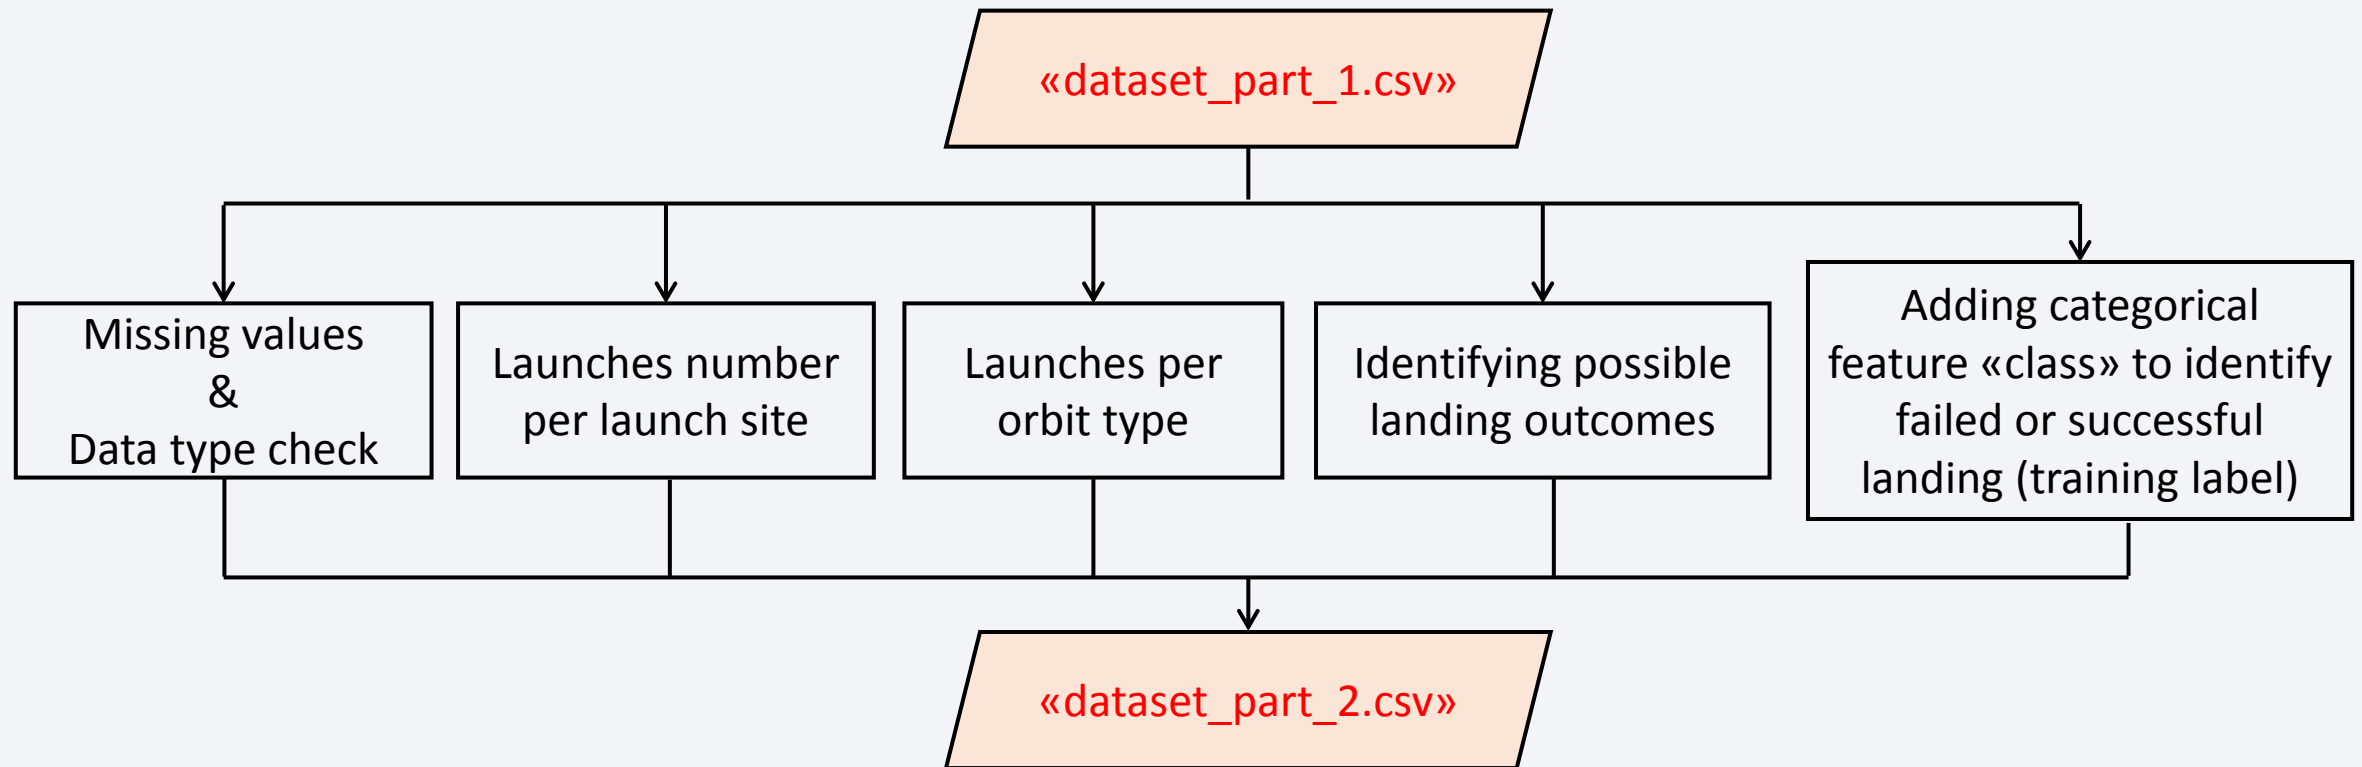 «dataset_part_1.csv»
Missing values
&
Data type check
Launches number
per launch site
Launches per
orbit type
Identifying possible
landing outcomes
Adding categorical
feature «class» to identify
failed or successful
landing (training label)
«dataset_part_2.csv»